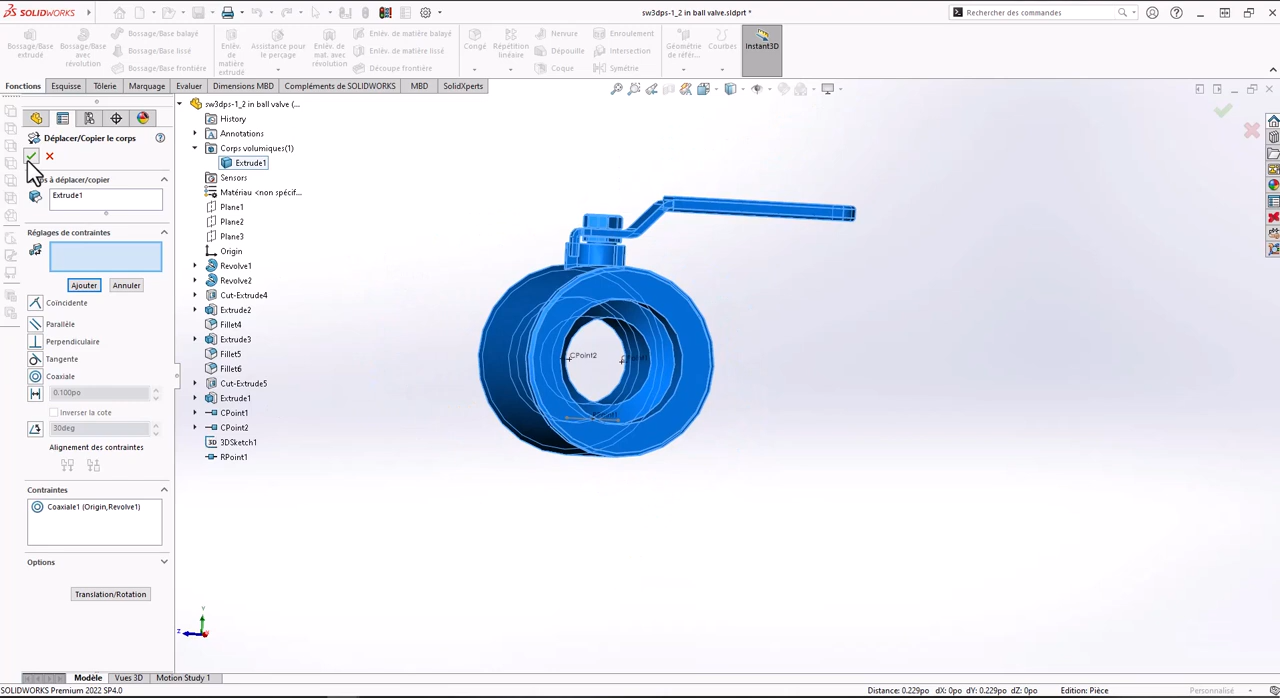 SOLIDWORKS
sw3dps-1_2 in ball valve.sldprt *
Rechercher des commandes
Bossage/Base extrudé
Bossage/Base avec révolution
Bossage/Base balayé
Bossage/Base lissé
Bossage/Base frontière
Enlèv. de matière extrudé
Assistance pour le perçage
Enlèv. de mat. avec révolution
Enlèv. de matière balayé
Enlèv. de matière lissé
Découpe frontière
Congé
Répétition linéaire
Nervure
Dépouille
Coque
Enroulement
Intersection
Symétrie
Géométrie de référ...
Courbes
Instant3D
Fonctions
Esquisse
Tôlerie
Marquage
Evaluer
Dimensions MBD
Compléments de SOLIDWORKS
MBD
SolidXperts
Déplacer/Copier le corps
s à déplacer/copier
Extrude1
Réglages de contraintes
Ajouter
Annuler
Coïncidente
Parallèle
Perpendiculaire
Tangente
Coaxiale
0.100po
Inverser la cote
30deg
Alignement des contraintes
Contraintes
Coaxiale1 (Origin,Revolve1)
Options
Translation/Rotation
sw3dps-1_2 in ball valve (...
History
Annotations
Corps volumiques(1)
Extrude1
Sensors
Matériau <non spécif...
Plane1
Plane2
Plane3
Origin
Revolve1
Revolve2
Cut-Extrude4
Extrude2
Fillet4
Extrude3
Fillet5
Fillet6
Cut-Extrude5
Extrude1
CPoint1
CPoint2
3DSketch1
RPoint1
CPoint2
Y
Z
Modèle
Vues 3D
Motion Study 1
SOLIDWORKS Premium 2022 SP4.0
Distance: 0.229po dX: 0po dY: 0.229po dZ: 0po
Edition: Pièce
Personnalisé